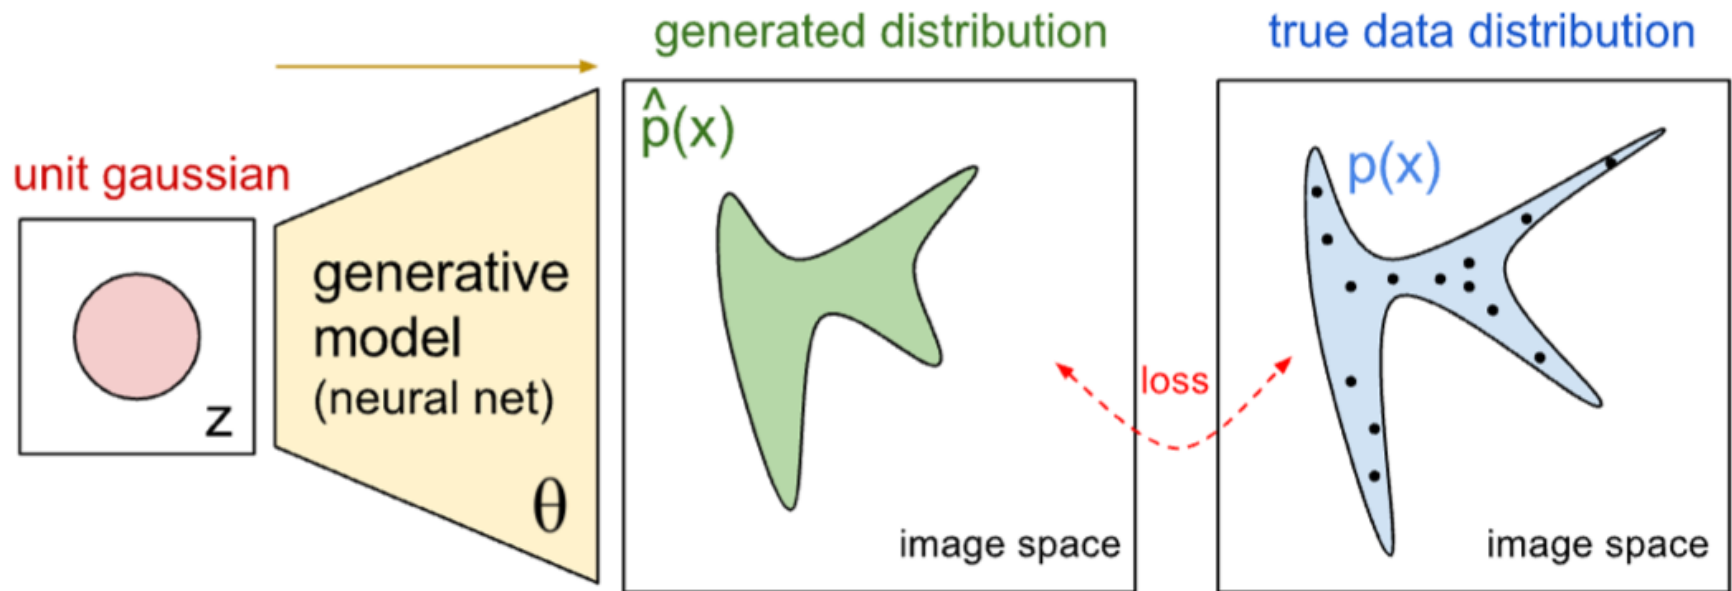 generated distribution
true data distribution
unit gaussian
z
generative
model
(neural net)
θ
p̂(x)
image space
loss
p(x)
image space